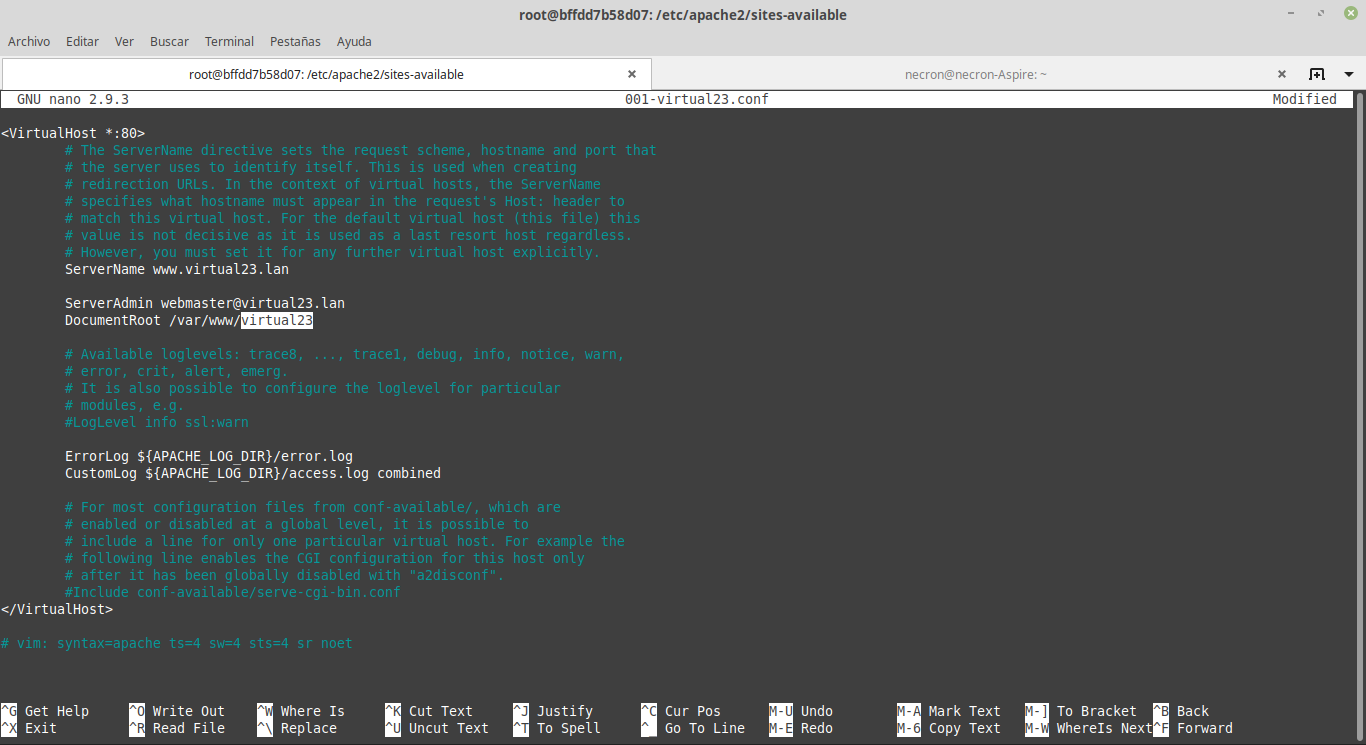 root@bffdd7b58d07: /etc/apache2/sites-available
Archivo Editar Ver Buscar Terminal Pestañas Ayuda
root@bffdd7b58d07: /etc/apache2/sites-available × necron@necron-Aspire: ~ ×
GNU nano 2.9.3 001-virtual23.conf Modified
<VirtualHost *:80>
# The ServerName directive sets the request scheme, hostname and port that
# the server uses to identify itself. This is used when creating
# redirection URLs. In the context of virtual hosts, the ServerName
# specifies what hostname must appear in the request's Host: header to
# match this virtual host. For the default virtual host (this file) this
# value is not decisive as it is used as a last resort host regardless.
# However, you must set it for any further virtual host explicitly.
ServerName www.virtual23.lan
ServerAdmin webmaster@virtual23.lan
DocumentRoot /var/www/virtual23
# Available loglevels: trace8, ..., trace1, debug, info, notice, warn,
# error, crit, alert, emerg.
# It is also possible to configure the loglevel for particular
# modules, e.g.
#LogLevel info ssl:warn
ErrorLog ${APACHE_LOG_DIR}/error.log
CustomLog ${APACHE_LOG_DIR}/access.log combined
# For most configuration files from conf-available/, which are
# enabled or disabled at a global level, it is possible to
# include a line for only one particular virtual host. For example the
# following line enables the CGI configuration for this host only
# after it has been globally disabled with "a2disconf".
#Include conf-available/serve-cgi-bin.conf
</VirtualHost>
# vim: syntax=apache ts=4 sw=4 sts=4 sr noet
^G Get Help ^O Write Out ^W Where Is ^K Cut Text ^J Justify ^C Cur Pos M-U Undo M-A Mark Text M-] To Bracket ^B Back
^X Exit ^R Read File ^\ Replace ^U Uncut Text ^T To Spell ^_ Go To Line M-E Redo M-6 Copy Text M-W WhereIs Next ^F Forward